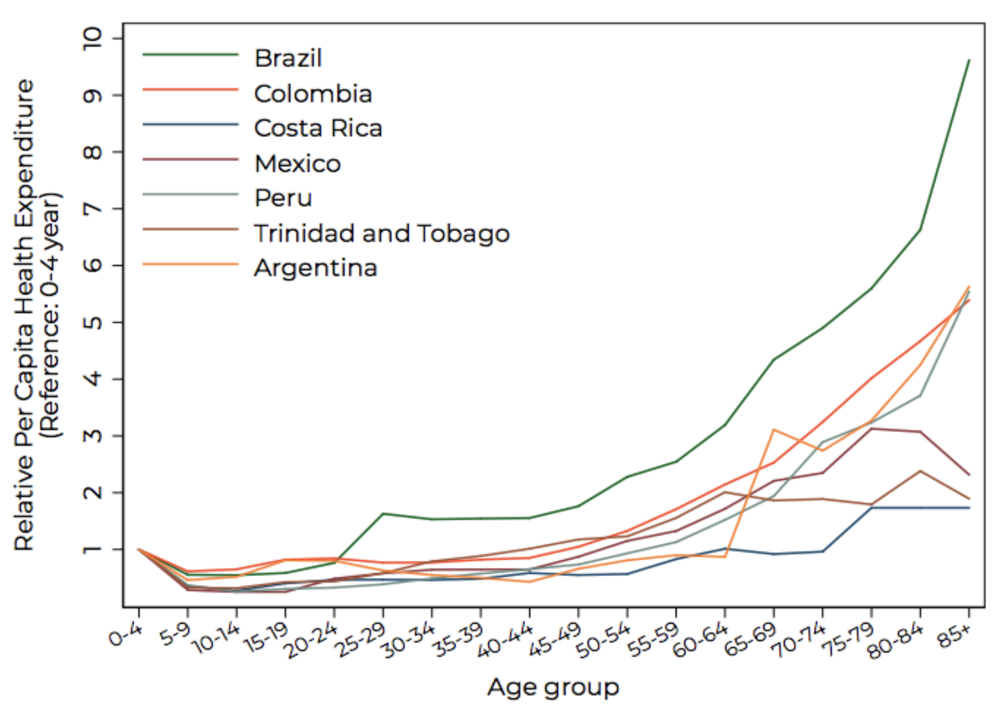 Relative Per Capita Health Expenditure
(Reference: 0-4 year)
10
9
8
7
6
5
4
3
2
1
Brazil
Colombia
Costa Rica
Mexico
Peru
Trinidad and Tobago
Argentina
0-4
5-9
10-14
15-19
20-24
25-29
30-34
35-39
40-44
45-49
50-54
55-59
60-64
65-69
70-74
75-79
80-84
85+
Age group